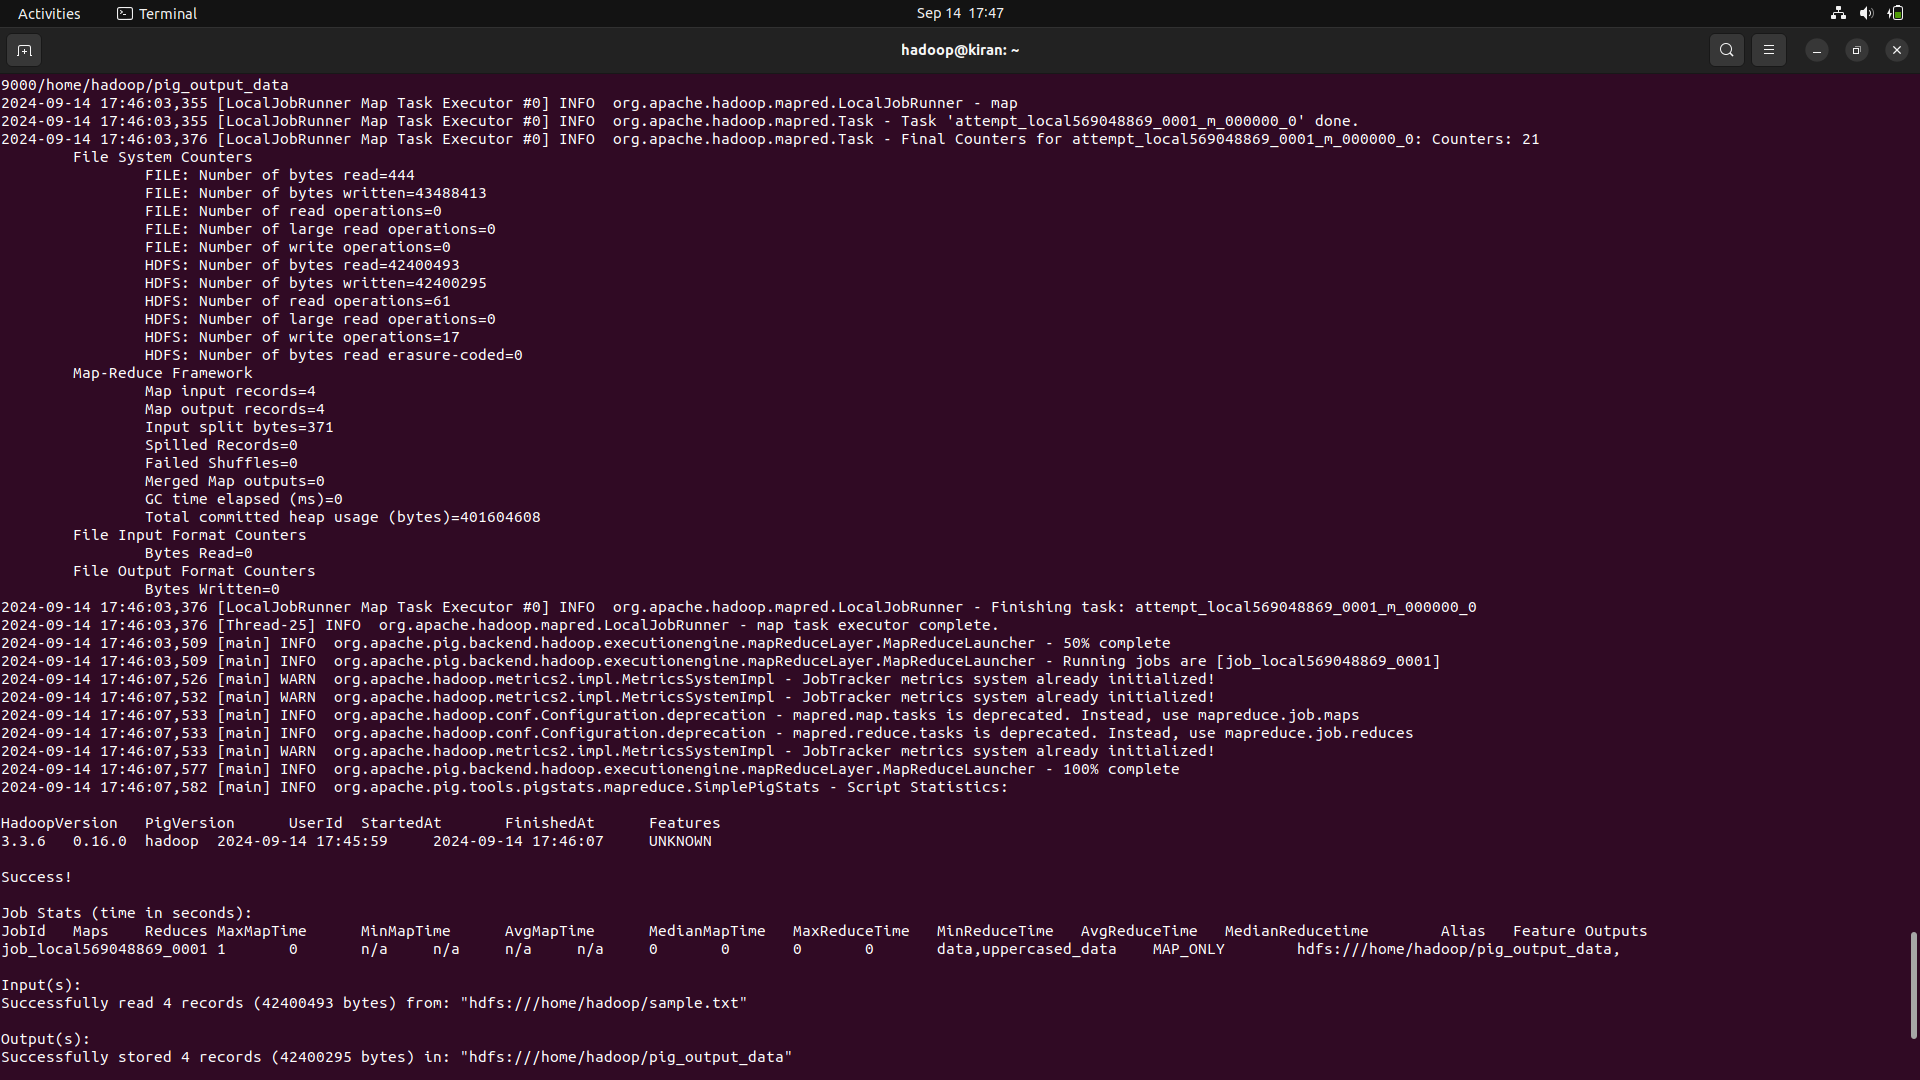 Activities
Terminal
Sep 14 17:47
hadoop@kiran: ~
9000/home/hadoop/pig_output_data
2024-09-14 17:46:03,355 [LocalJobRunner Map Task Executor #0] INFO  org.apache.hadoop.mapred.LocalJobRunner - map
2024-09-14 17:46:03,355 [LocalJobRunner Map Task Executor #0] INFO  org.apache.hadoop.mapred.Task - Task 'attempt_local569048869_0001_m_000000_0' done.
2024-09-14 17:46:03,376 [LocalJobRunner Map Task Executor #0] INFO  org.apache.hadoop.mapred.Task - Final Counters for attempt_local569048869_0001_m_000000_0: Counters: 21
File System Counters
FILE: Number of bytes read=444
FILE: Number of bytes written=43488413
FILE: Number of read operations=0
FILE: Number of large read operations=0
FILE: Number of write operations=0
HDFS: Number of bytes read=42400493
HDFS: Number of bytes written=42400295
HDFS: Number of read operations=61
HDFS: Number of large read operations=0
HDFS: Number of write operations=17
HDFS: Number of bytes read erasure-coded=0
Map-Reduce Framework
Map input records=4
Map output records=4
Input split bytes=371
Spilled Records=0
Failed Shuffles=0
Merged Map outputs=0
GC time elapsed (ms)=0
Total committed heap usage (bytes)=401604608
File Input Format Counters
Bytes Read=0
File Output Format Counters
Bytes Written=0
2024-09-14 17:46:03,376 [LocalJobRunner Map Task Executor #0] INFO  org.apache.hadoop.mapred.LocalJobRunner - Finishing task: attempt_local569048869_0001_m_000000_0
2024-09-14 17:46:03,376 [Thread-25] INFO  org.apache.hadoop.mapred.LocalJobRunner - map task executor complete.
2024-09-14 17:46:03,509 [main] INFO  org.apache.pig.backend.hadoop.executionengine.mapReduceLayer.MapReduceLauncher - 50% complete
2024-09-14 17:46:03,509 [main] INFO  org.apache.pig.backend.hadoop.executionengine.mapReduceLayer.MapReduceLauncher - Running jobs are [job_local569048869_0001]
2024-09-14 17:46:07,526 [main] WARN  org.apache.hadoop.metrics2.impl.MetricsSystemImpl - JobTracker metrics system already initialized!
2024-09-14 17:46:07,532 [main] WARN  org.apache.hadoop.metrics2.impl.MetricsSystemImpl - JobTracker metrics system already initialized!
2024-09-14 17:46:07,533 [main] INFO  org.apache.hadoop.conf.Configuration.deprecation - mapred.map.tasks is deprecated. Instead, use mapreduce.job.maps
2024-09-14 17:46:07,533 [main] INFO  org.apache.hadoop.conf.Configuration.deprecation - mapred.reduce.tasks is deprecated. Instead, use mapreduce.job.reduces
2024-09-14 17:46:07,533 [main] WARN  org.apache.hadoop.metrics2.impl.MetricsSystemImpl - JobTracker metrics system already initialized!
2024-09-14 17:46:07,577 [main] INFO  org.apache.pig.backend.hadoop.executionengine.mapReduceLayer.MapReduceLauncher - 100% complete
2024-09-14 17:46:07,582 [main] INFO  org.apache.pig.tools.pigstats.mapreduce.SimplePigStats - Script Statistics:
HadoopVersion   PigVersion      UserId  StartedAt       FinishedAt      Features
3.3.6   0.16.0  hadoop  2024-09-14 17:45:59     2024-09-14 17:46:07     UNKNOWN
Success!
Job Stats (time in seconds):
JobId   Maps    Reduces MaxMapTime      MinMapTime      AvgMapTime      MedianMapTime   MaxReduceTime   MinReduceTime   AvgReduceTime   MedianReducetime        Alias   Feature Outputs
job_local569048869_0001 1       0       n/a     n/a     n/a     n/a     0       0       0       0       data,uppercased_data    MAP_ONLY        hdfs:///home/hadoop/pig_output_data,
Input(s):
Successfully read 4 records (42400493 bytes) from: "hdfs:///home/hadoop/sample.txt"
Output(s):
Successfully stored 4 records (42400295 bytes) in: "hdfs:///home/hadoop/pig_output_data"